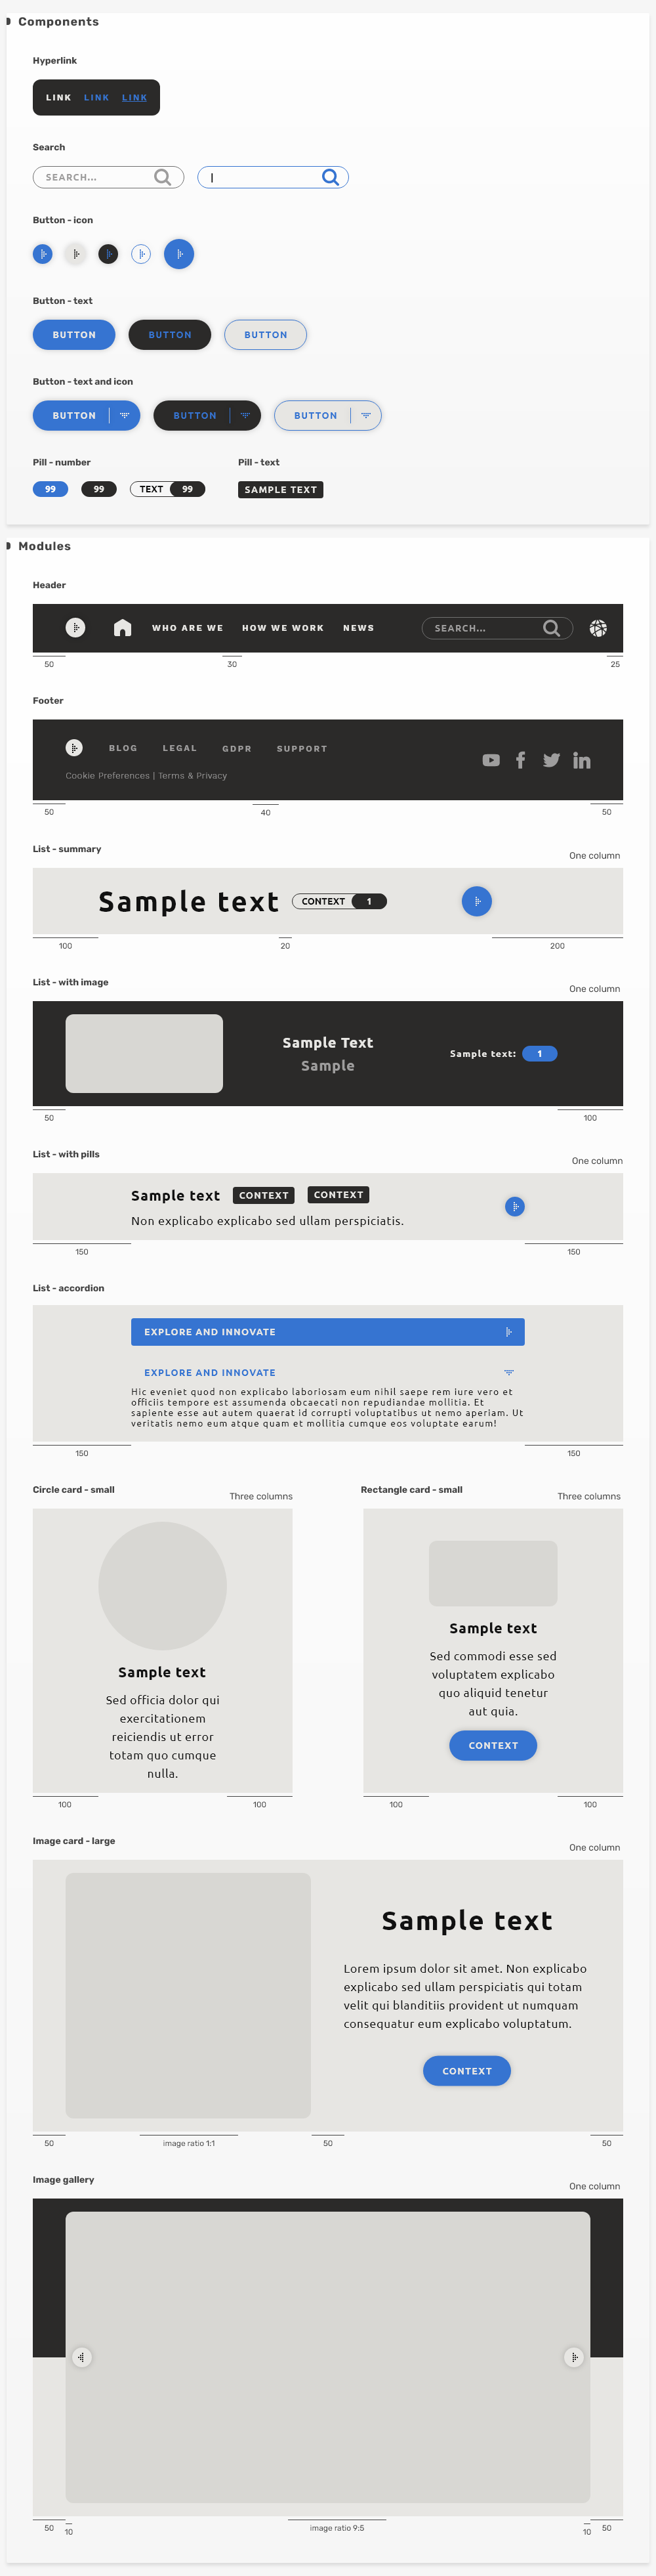 Components
Hyperlink
LINK LINK LINK
Search
SEARCH... |
Button - icon
Button - text
BUTTON BUTTON BUTTON
Button - text and icon
BUTTON BUTTON BUTTON
Pill - number Pill - text
99 99 TEXT 99 SAMPLE TEXT
Modules
Header
WHO ARE WE HOW WE WORK NEWS SEARCH...
50 30 25
Footer
BLOG LEGAL GDPR SUPPORT
Cookie Preferences | Terms & Privacy
50 40 50
List - summary One column
Sample text CONTEXT 1
100 20 200
List - with image One column
Sample Text
Sample
Sample text: 1
50 100
List - with pills One column
Sample text CONTEXT CONTEXT
Non explicabo explicabo sed ullam perspiciatis.
150 150
List - accordion
EXPLORE AND INNOVATE
EXPLORE AND INNOVATE
Hic eveniet quod non explicabo laboriosam eum nihil saepe rem iure vero et
officiis tempore est assumenda obcaecati non repudiandae mollitia. Et
sapiente esse aut autem quaerat id corrupti voluptatibus ut nemo aperiam. Ut
veritatis nemo eum atque quam et mollitia cumque eos voluptate earum!
150 150
Circle card - small Three columns
Sample text
Sed officia dolor qui
exercitationem
reiciendis ut error
totam quo cumque
nulla.
100 100
Rectangle card - small Three columns
Sample text
Sed commodi esse sed
voluptatem explicabo
quo aliquid tenetur
aut quia.
CONTEXT
100 100
Image card - large One column
Sample text
Lorem ipsum dolor sit amet. Non explicabo
explicabo sed ullam perspiciatis qui totam
velit qui blanditiis provident ut numquam
consequatur eum explicabo voluptatum.
CONTEXT
50 image ratio 1:1 50 50
Image gallery One column
50 10 image ratio 9:5 10 50